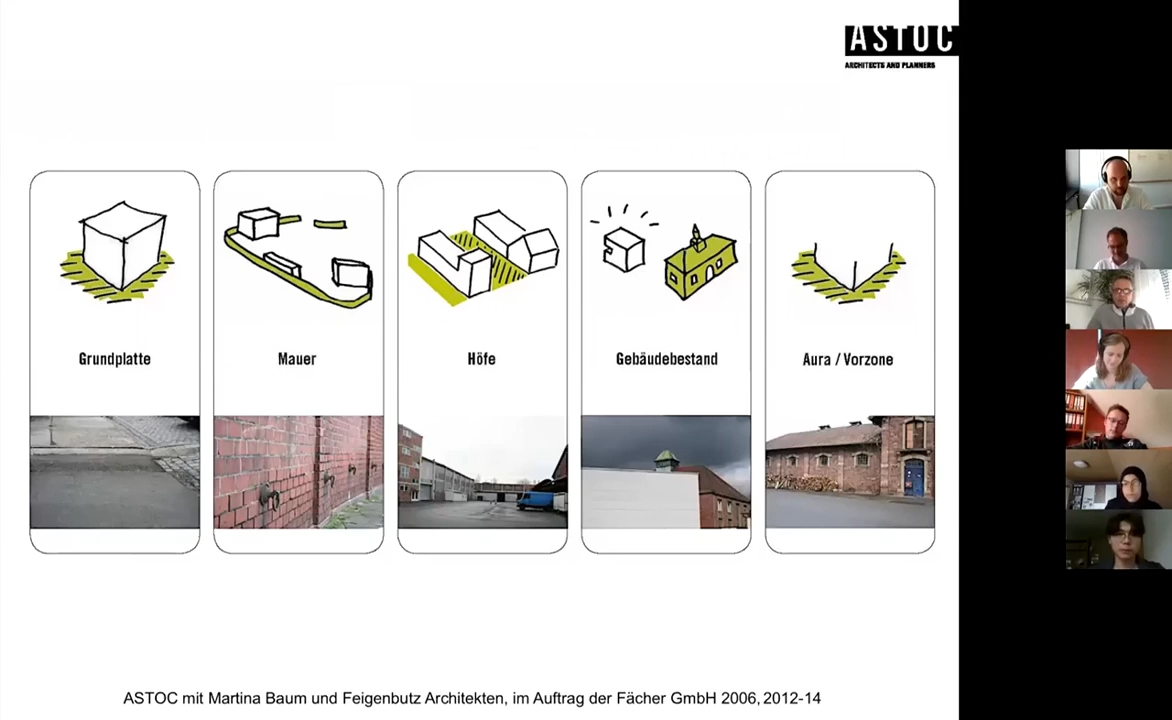 ASTOC
ARCHITECTS AND PLANNERS
Grundplatte
Mauer
Höfe
Gebäudebestand
Aura / Vorzone
ASTOC mit Martina Baum und Feigenbutz Architekten, im Auftrag der Fächer GmbH 2006, 2012-14